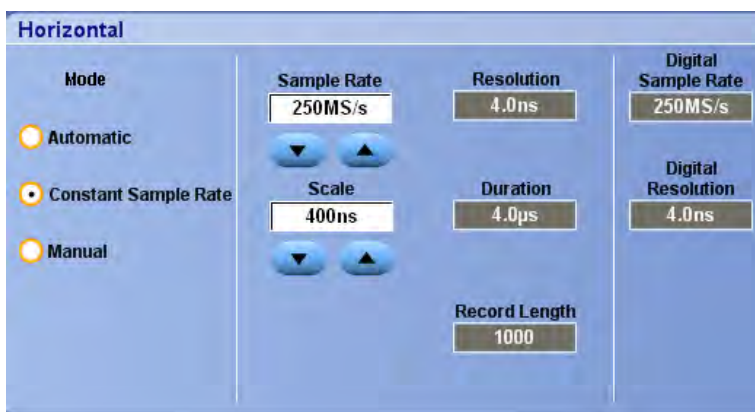 Horizontal
Mode
Automatic
Constant Sample Rate
Manual
Sample Rate
250MS/s
Scale
400ns
Resolution
4.0ns
Duration
4.0µs
Record Length
1000
Digital
Sample Rate
250MS/s
Digital
Resolution
4.0ns